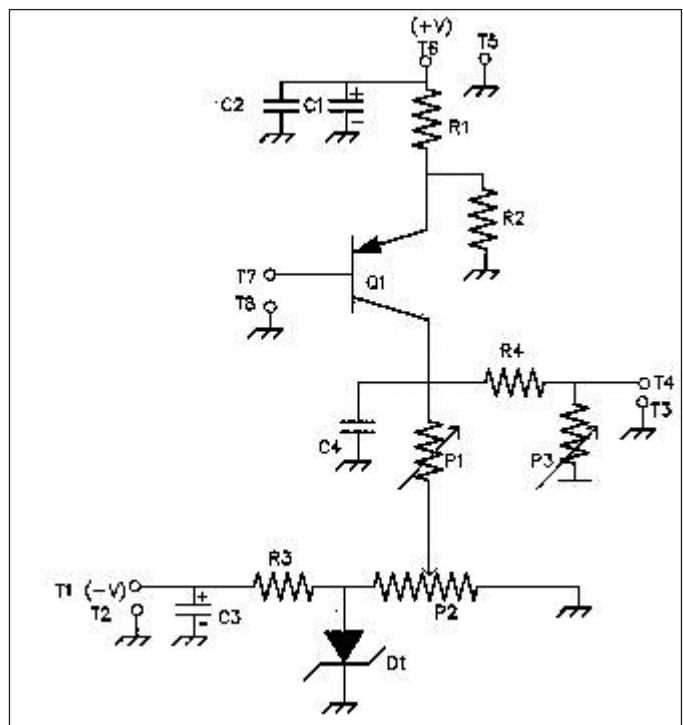 (+V)
T6
T5
C2
C1
+
-
R1
R2
T7
Q1
T8
R4
T4
T3
C4
P1
P3
R3
T1 (-V)
T2
+
-
C3
P2
D1